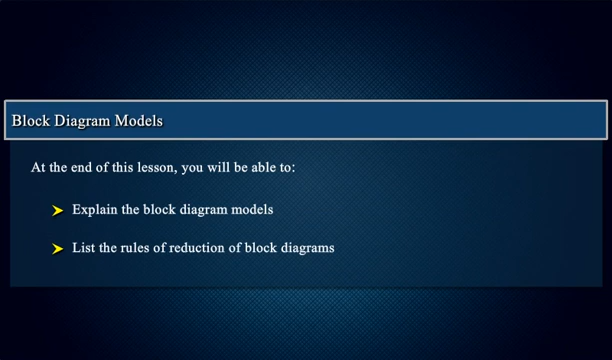 Block Diagram Models
At the end of this lesson, you will be able to:
Explain the block diagram models
List the rules of reduction of block diagrams